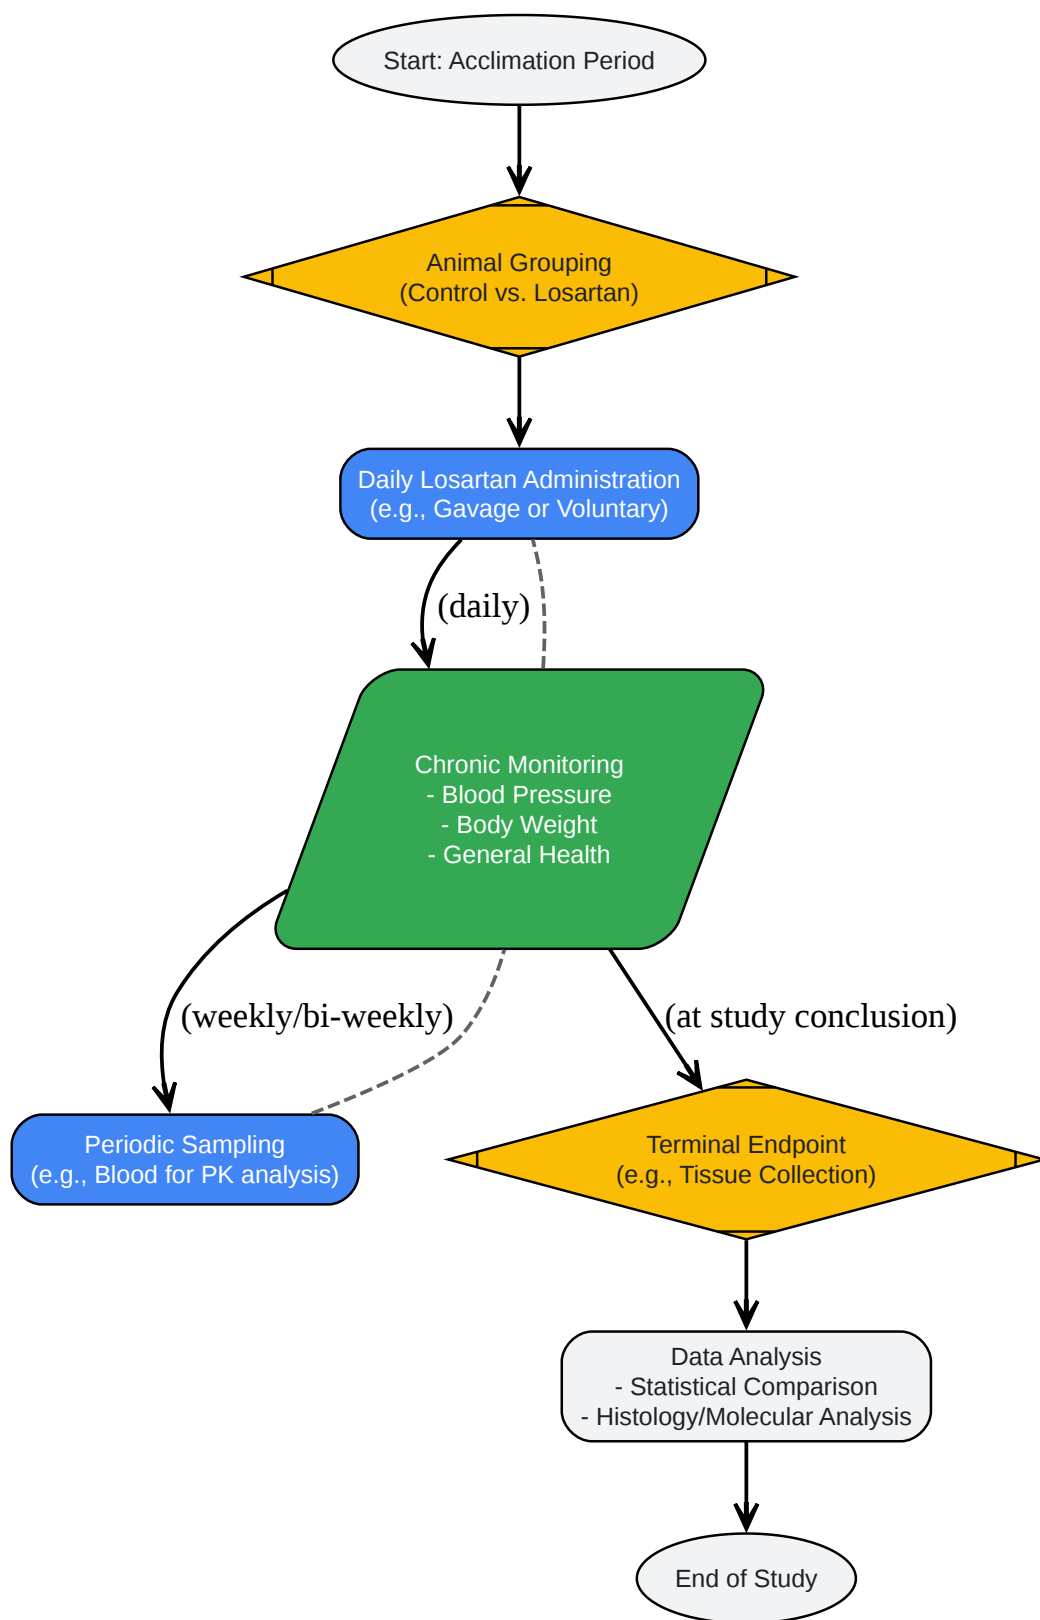 Start: Acclimation Period
Animal Grouping
(Control vs. Losartan)
Daily Losartan Administration
(e.g., Gavage or Voluntary)
(daily)
Chronic Monitoring
- Blood Pressure
- Body Weight
- General Health
(weekly/bi-weekly)
(at study conclusion)
Periodic Sampling
(e.g., Blood for PK analysis)
Terminal Endpoint
(e.g., Tissue Collection)
Data Analysis
- Statistical Comparison
- Histology/Molecular Analysis
End of Study